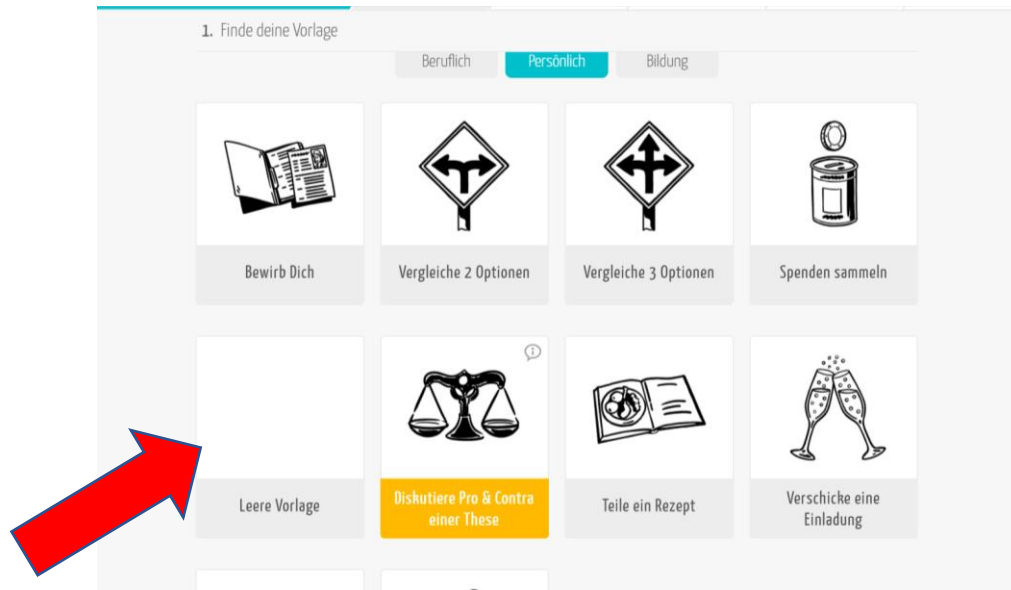 1. Finde deine Vorlage
Beruflich Persönlich Bildung
Bewirb Dich Vergleiche 2 Optionen Vergleiche 3 Optionen Spenden sammeln
Leere Vorlage
Diskutiere Pro & Contra
einer These
Teile ein Rezept
Verschicke eine
Einladung